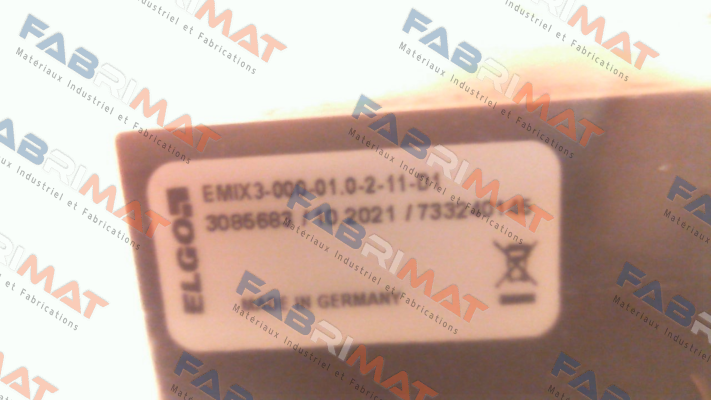 ELGO
EMIX3-000-01.0-2-11-D1
3085683 / 10.2021 / 733240145
MADE IN GERMANY
FABRIMAT
Materiaux Industriel et Fabrications